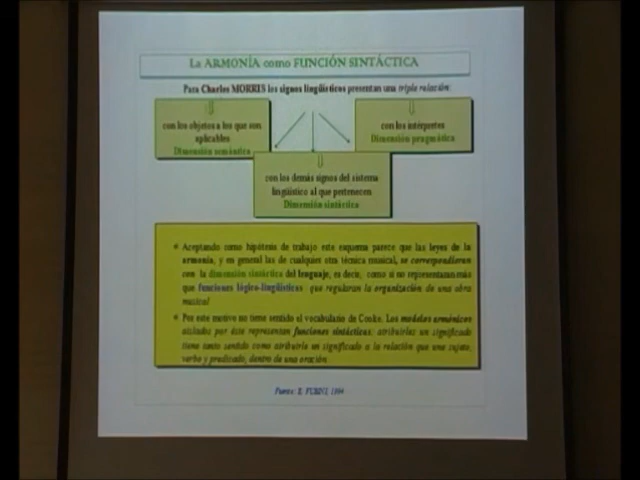 La ARMONÍA como FUNCIÓN SINTÁCTICA
Para Charles MORRIS los signos lingüísticos presentan una triple relación:
con los objetos a los que son
aplicables
Dimensión semántica
con los intérpretes
Dimensión pragmática
con los demás signos del sistema
lingüístico al que pertenecen
Dimensión sintáctica
Aceptando como hipótesis de trabajo este esquema parece que las leyes de la
armonía, y en general las de cualquier otra técnica musical, se correspondieran
con la dimensión sintáctica del lenguaje, es decir, como si no representaran más
que funciones lógico-lingüísticas que regularan la organización de una obra
musical
Por este motivo no tiene sentido el vocabulario de Cooke. Los modelos armónicos
aislados por éste representan funciones sintácticas: atribuirles un significado
tiene tanto sentido como atribuirle un significado a la relación que une sujeto,
verbo y predicado, dentro de una oración.
Fuente: E. FUBINI, 1994